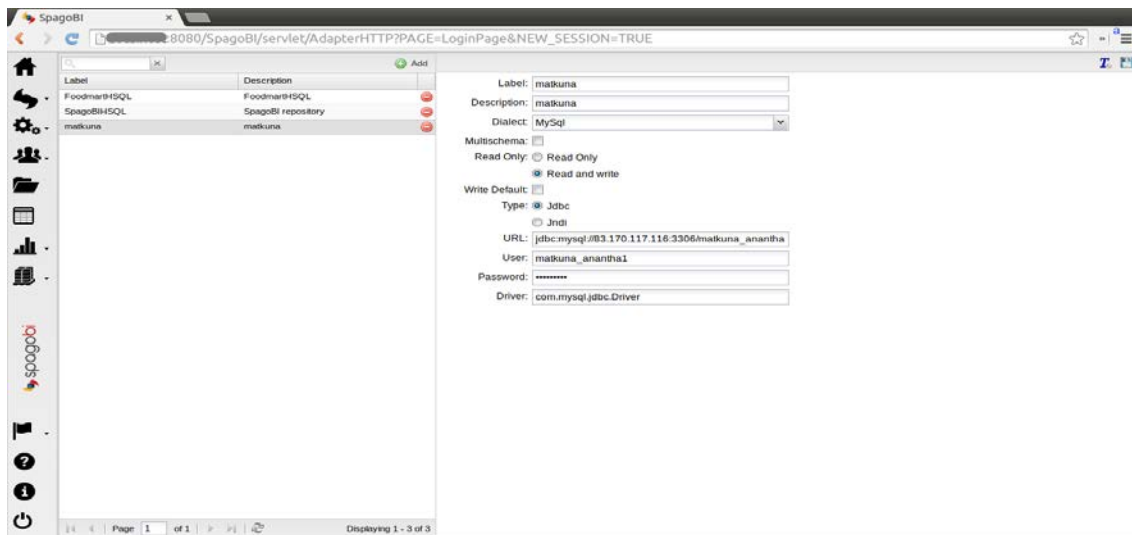 SpagoBI
:8080/SpagoBI/servlet/AdapterHTTP?PAGE=LoginPage&NEW_SESSION=TRUE
Add
Label Description
FoodmartHSQL FoodmartHSQL
SpagoBIHSQL SpagoBI repository
matkuna matkuna
Label: matkuna
Description: matkuna
Dialect: MySql
Multischema:
Read Only: Read Only
Read and write
Write Default:
Type: Jdbc
Jndi
URL: jdbc:mysql://83.170.117.116:3306/matkuna_anantha
User: matkuna_anantha1
Password: •••••••••
Driver: com.mysql.jdbc.Driver
spagobi
Page 1 of 1
Displaying 1 - 3 of 3